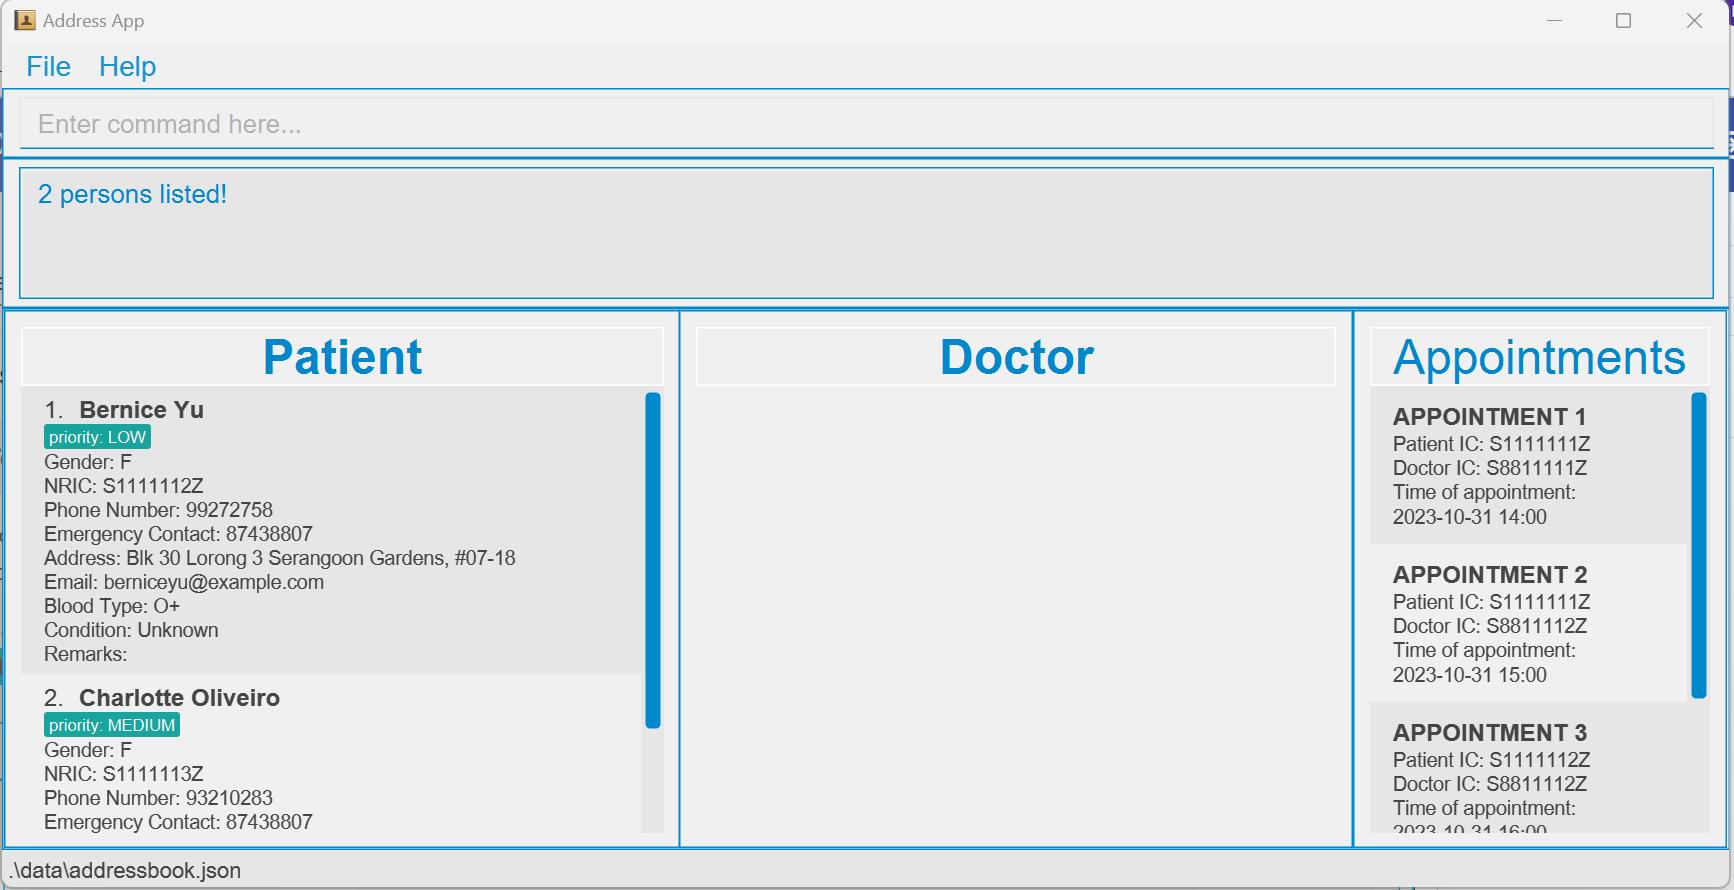 Address App
File Help
Enter command here...
2 persons listed!
Patient
1. Bernice Yu
priority: LOW
Gender: F
NRIC: S1111112Z
Phone Number: 99272758
Emergency Contact: 87438807
Address: Blk 30 Lorong 3 Serangoon Gardens, #07-18
Email: berniceyu@example.com
Blood Type: O+
Condition: Unknown
Remarks:
2. Charlotte Oliveiro
priority: MEDIUM
Gender: F
NRIC: S1111113Z
Phone Number: 93210283
Emergency Contact: 87438807
Doctor
Appointments
APPOINTMENT 1
Patient IC: S1111111Z
Doctor IC: S8811111Z
Time of appointment:
2023-10-31 14:00
APPOINTMENT 2
Patient IC: S1111111Z
Doctor IC: S8811112Z
Time of appointment:
2023-10-31 15:00
APPOINTMENT 3
Patient IC: S1111112Z
Doctor IC: S8811112Z
Time of appointment:
2023-10-31 16:00
.\data\addressbook.json